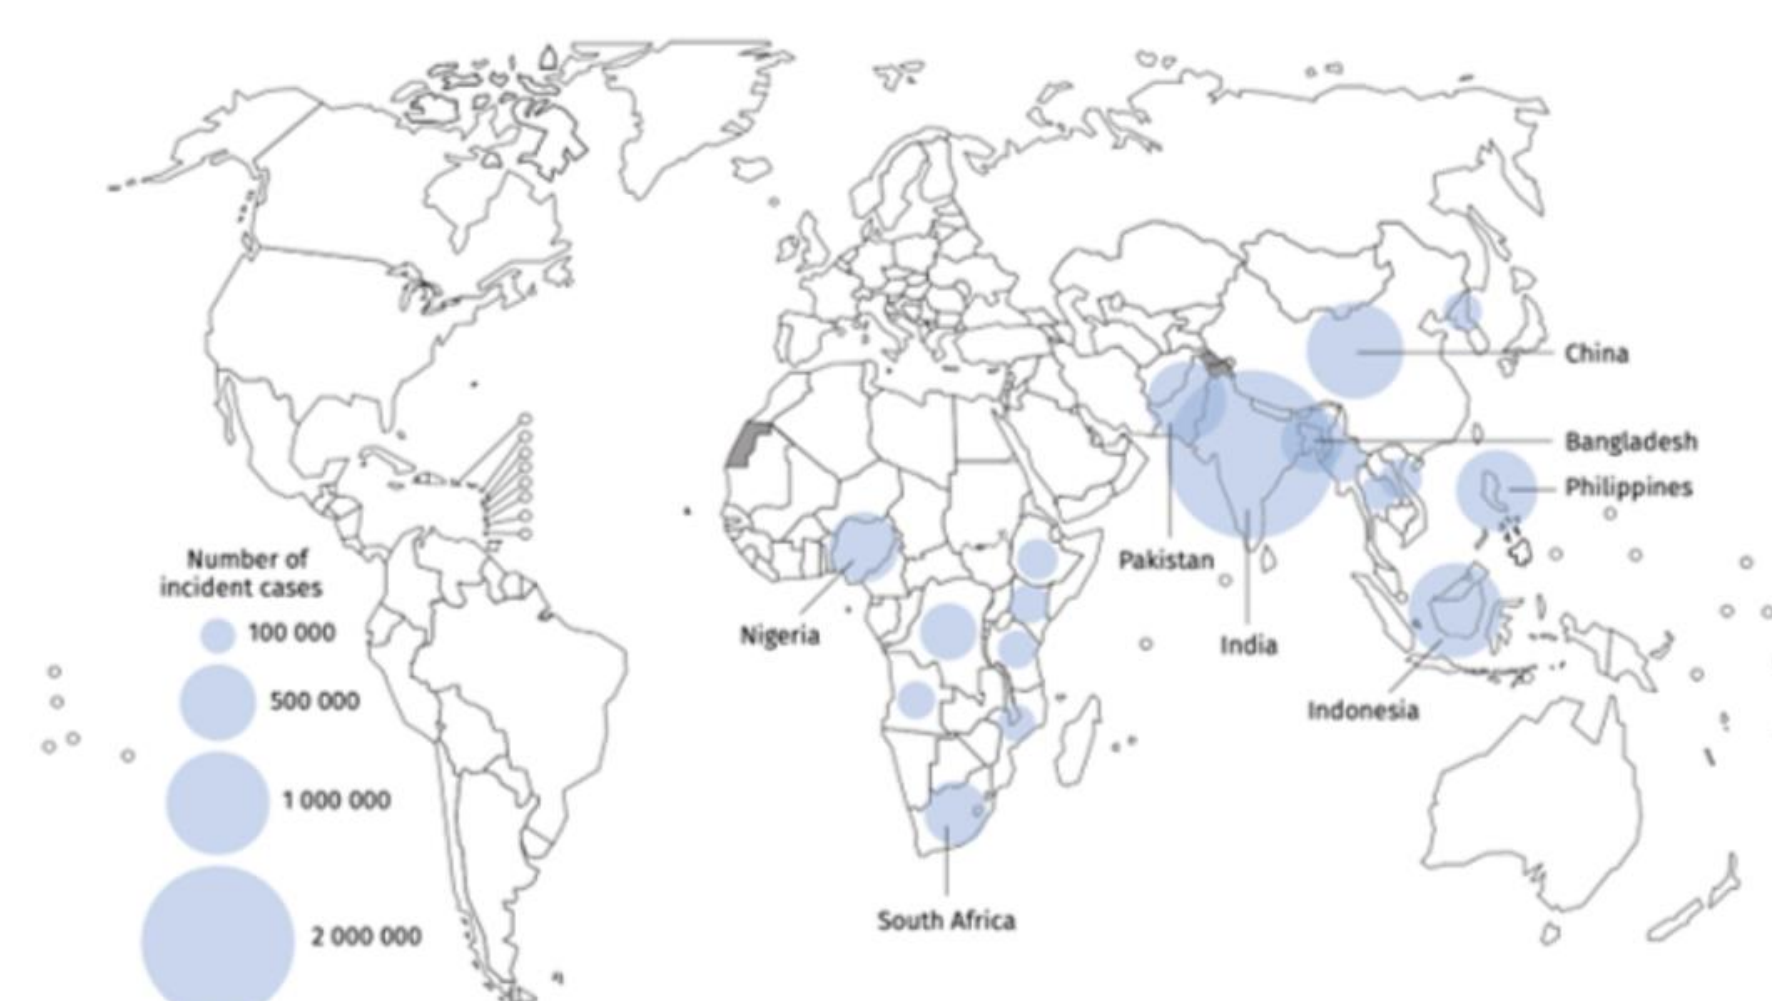 China
Bangladesh
Philippines
Number of
incident cases
Pakistan
100 000
Nigeria
India
500 000
Indonesia
1 000 000
South Africa
2 000 000